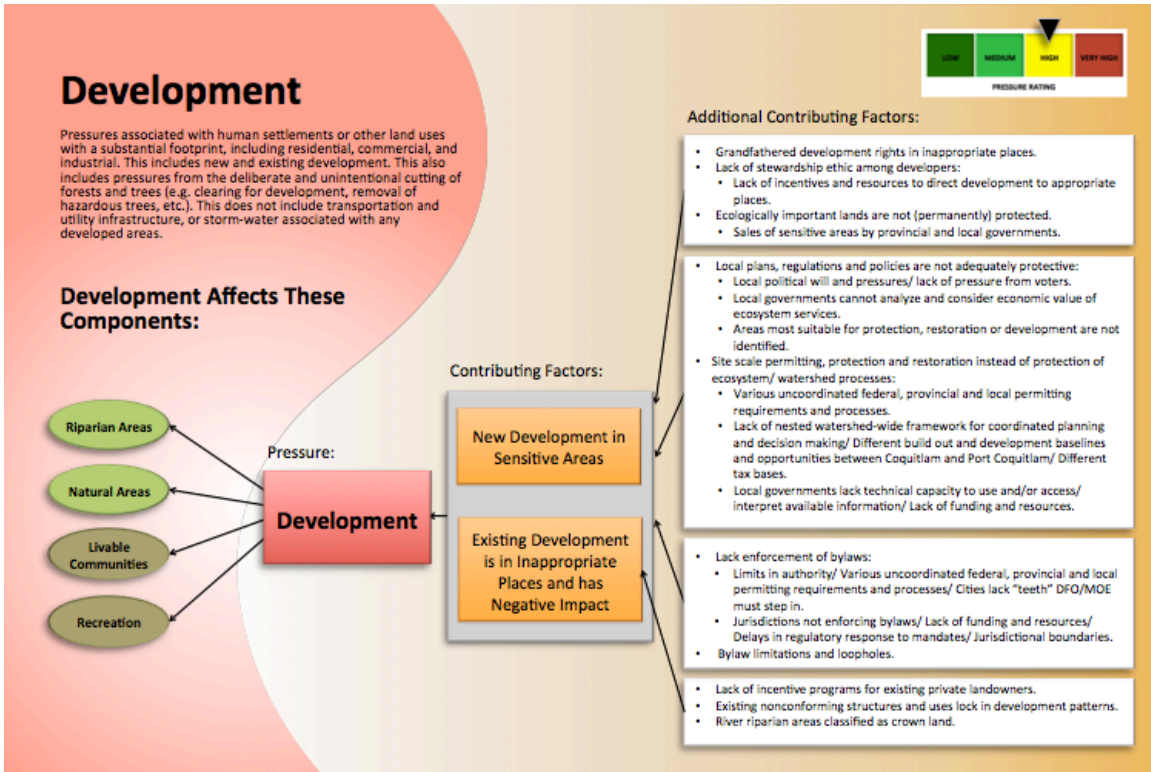 LOW
MEDIUM
HIGH
VERY HIGH
PRESSURE RATING
Development
Pressures associated with human settlements or other land uses
with a substantial footprint, including residential, commercial, and
industrial. This includes new and existing development. This also
includes pressures from the deliberate and unintentional cutting of
forests and trees (e.g. clearing for development, removal of
hazardous trees, etc.). This does not include transportation and
utility infrastructure, or storm-water associated with any
developed areas.
Development Affects These
Components:
Riparian Areas
Natural Areas
Livable
Communities
Recreation
Pressure:
Development
Contributing Factors:
New Development in
Sensitive Areas
Existing Development
is in Inappropriate
Places and has
Negative Impact
Additional Contributing Factors:
• Grandfathered development rights in inappropriate places.
• Lack of stewardship ethic among developers:
• Lack of incentives and resources to direct development to appropriate
places.
• Ecologically important lands are not (permanently) protected.
• Sales of sensitive areas by provincial and local governments.
• Local plans, regulations and policies are not adequately protective:
• Local political will and pressures/ lack of pressure from voters.
• Local governments cannot analyze and consider economic value of
ecosystem services.
• Areas most suitable for protection, restoration or development are not
identified.
• Site scale permitting, protection and restoration instead of protection of
ecosystem/ watershed processes:
• Various uncoordinated federal, provincial and local permitting
requirements and processes.
• Lack of nested watershed-wide framework for coordinated planning
and decision making/ Different build out and development baselines
and opportunities between Coquitlam and Port Coquitlam/ Different
tax bases.
• Local governments lack technical capacity to use and/or access/
interpret available information/ Lack of funding and resources.
• Lack enforcement of bylaws:
• Limits in authority/ Various uncoordinated federal, provincial and local
permitting requirements and processes/ Cities lack “teeth” DFO/MOE
must step in.
• Jurisdictions not enforcing bylaws/ Lack of funding and resources/
Delays in regulatory response to mandates/ Jurisdictional boundaries.
• Bylaw limitations and loopholes.
• Lack of incentive programs for existing private landowners.
• Existing nonconforming structures and uses lock in development patterns.
• River riparian areas classified as crown land.